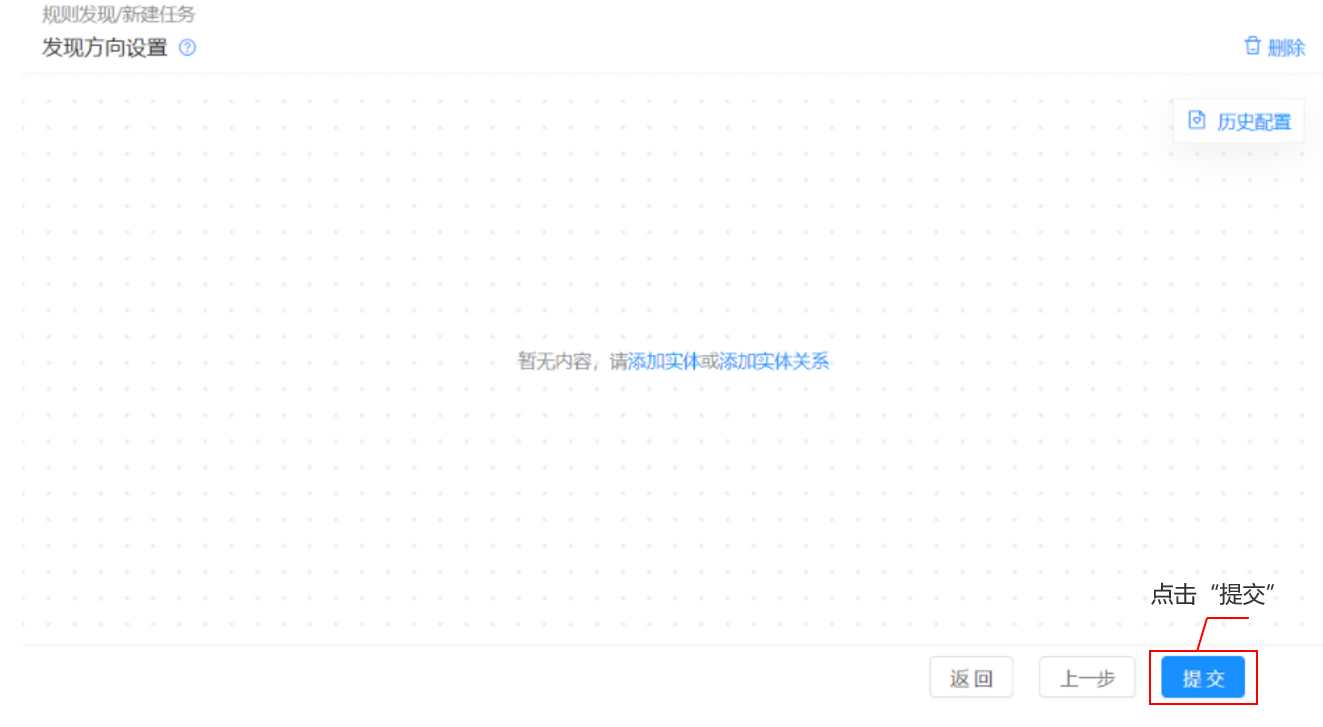 规则发现/新建任务
发现方向设置
删除
历史配置
暂无内容，请添加实体或添加实体关系
点击“提交”
返回 上一步 提交